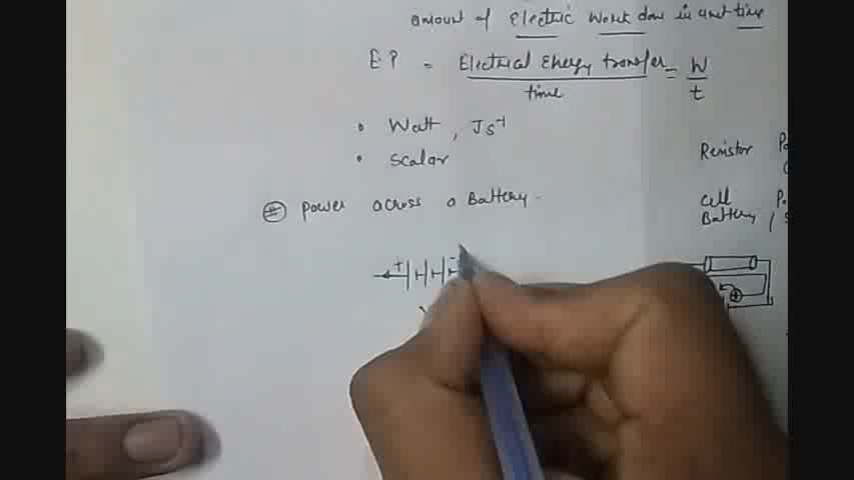 amount of Electric Work done in unit time
E.P = Electrical Energy transfer / time = W / t
• Watt , Js⁻¹
• Scalar
Resistor
# Power across a Battery.
Cell
Battery,
+ -
+